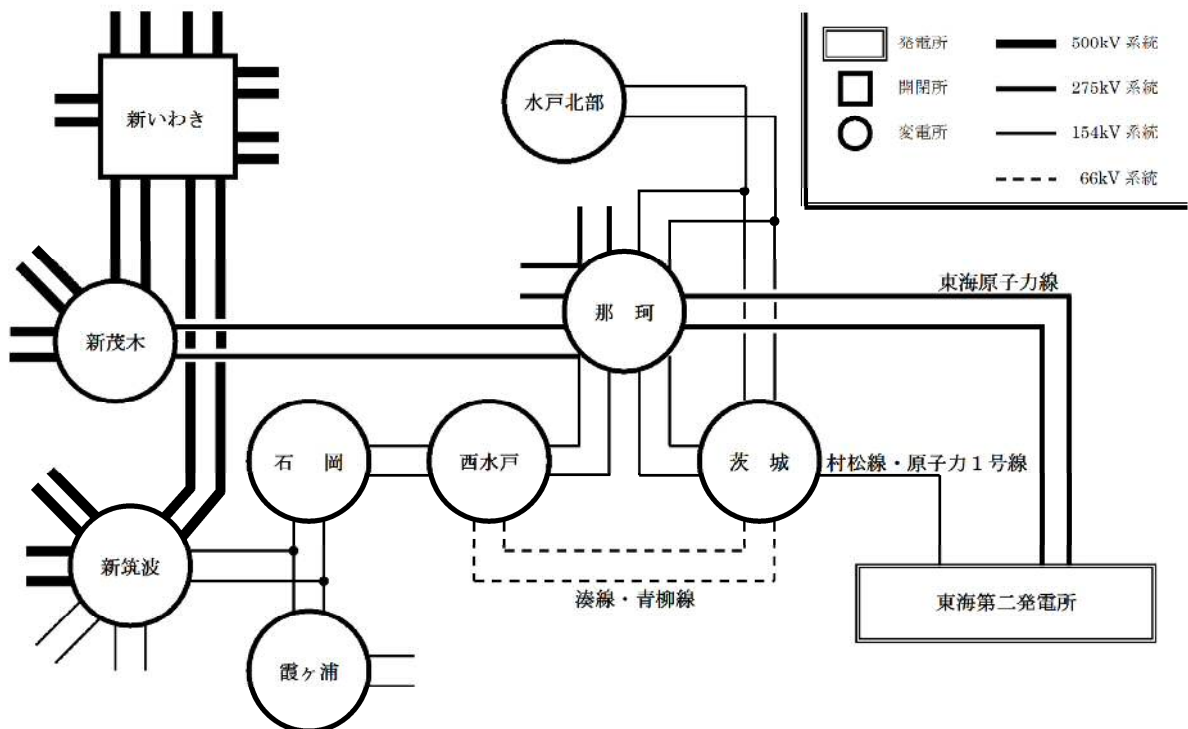 新いわき
水戸北部
発電所
500kV 系統
開閉所
275kV 系統
変電所
154kV 系統
66kV 系統
東海原子力線
那 珂
新茂木
石 岡
西水戸
茨 城
村松線・原子力1号線
新筑波
湊線・青柳線
東海第二発電所
霞ヶ浦